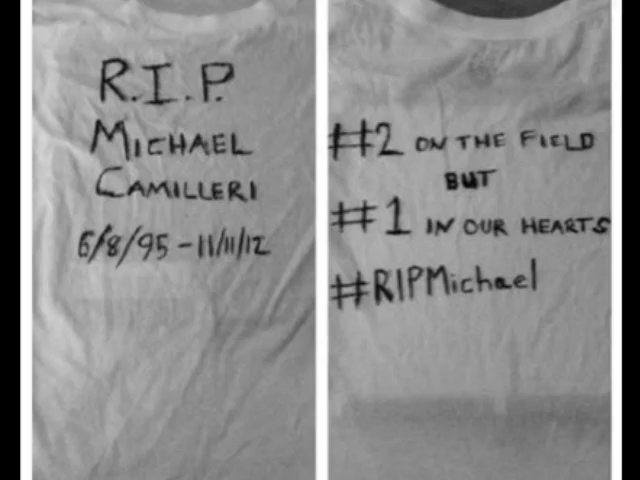 R.I.P.
MICHAEL
CAMILLERI
6/8/95 - 11/11/12
#2 ON THE FIELD
BUT
#1 IN OUR HEARTS
#RIPMichael